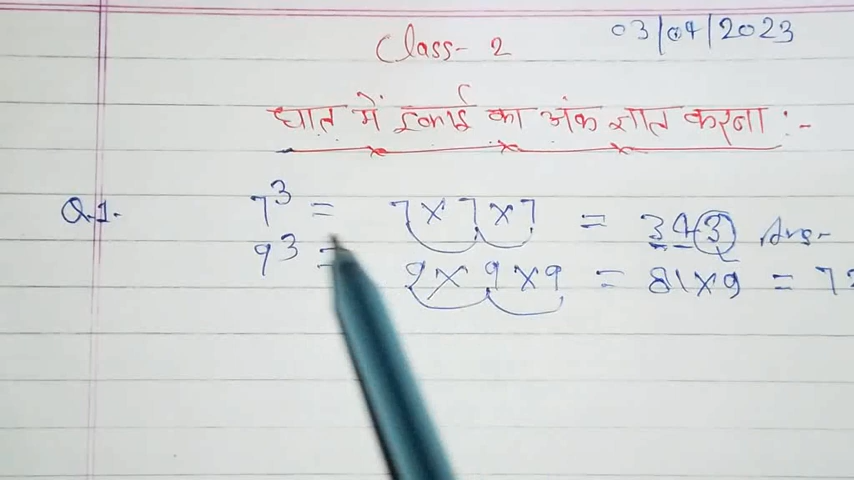 Class- 2 03/04/2023
घात में इकाई का अंक ज्ञात करना :-
Q.1. 7³ = 7×7×7 = 343 Ans-
9³ = 9×9×9 = 81×9 = 7